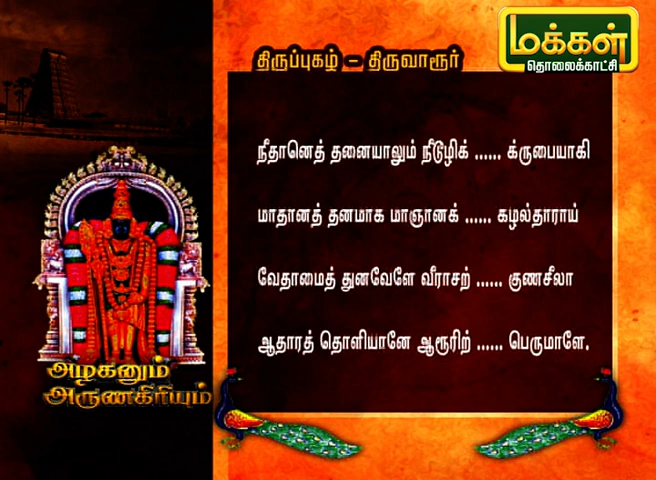 மக்கள்
தொலைக்காட்சி
திருப்புகழ் – திருவாரூர்
நீதானெத் தனையாலும் நீடூழிக் ...... க்ருபையாகி
மாதானத் தனமாக மாஞானக் ...... கழல்தாராய்
வேதாமைத் துனவேளே வீராசற் ...... குணசீலா
ஆதாரத் தொளியானே ஆரூரிற் ...... பெருமாளே.
அழகனும்
அருணகிரியும்